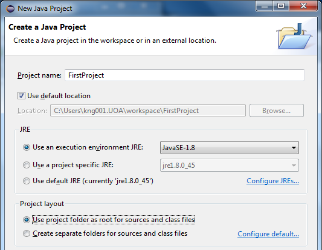 New Java Project
Create a Java Project
Create a Java project in the workspace or in an external location.
Project name: FirstProject
Use default location
Location: C:\Users\kng001.UOA\workspace\FirstProject Browse...
JRE
Use an execution environment JRE: JavaSE-1.8
Use a project specific JRE: jre1.8.0_45
Use default JRE (currently 'jre1.8.0_45') Configure JREs...
Project layout
Use project folder as root for sources and class files
Create separate folders for sources and class files Configure default...